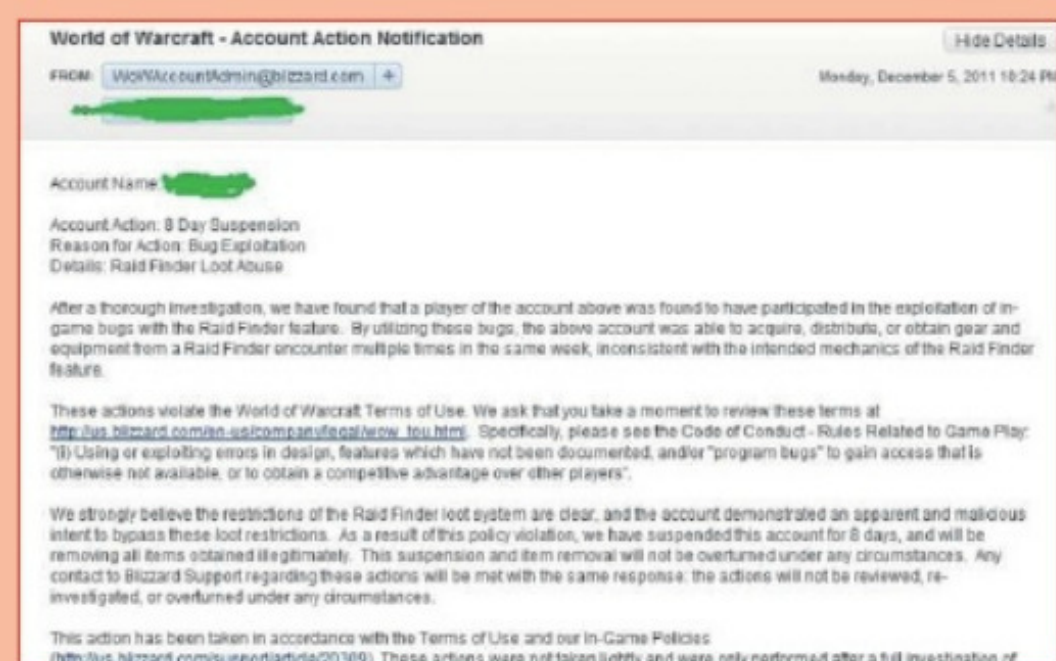 World of Warcraft - Account Action Notification
Hide Details
FROM: WoWAccountAdmin@blizzard.com +
Monday, December 5, 2011 10:24 PM
Account Name:
Account Action: 8 Day Suspension
Reason for Action: Bug Exploitation
Details: Raid Finder Loot Abuse
After a thorough investigation, we have found that a player of the account above was found to have participated in the exploitation of in-
game bugs with the Raid Finder feature. By utilizing these bugs, the above account was able to acquire, distribute, or obtain gear and
equipment from a Raid Finder encounter multiple times in the same week, inconsistent with the intended mechanics of the Raid Finder
feature.
These actions violate the World of Warcraft Terms of Use. We ask that you take a moment to review these terms at
http://us.blizzard.com/en-us/company/legal/wow_tou.html. Specifically, please see the Code of Conduct - Rules Related to Game Play:
"(i) Using or exploiting errors in design, features which have not been documented, and/or "program bugs" to gain access that is
otherwise not available, or to obtain a competitive advantage over other players".
We strongly believe the restrictions of the Raid Finder loot system are clear, and the account demonstrated an apparent and malicious
intent to bypass these loot restrictions. As a result of this policy violation, we have suspended this account for 8 days, and will be
removing all items obtained illegitimately. This suspension and item removal will not be overturned under any circumstances. Any
contact to Blizzard Support regarding these actions will be met with the same response: the actions will not be reviewed, re-
investigated, or overturned under any circumstances.
This action has been taken in accordance with the Terms of Use and our In-Game Policies
(http://us.blizzard.com/support/article/20309). These actions were not taken lightly and were only performed after a full investigation of